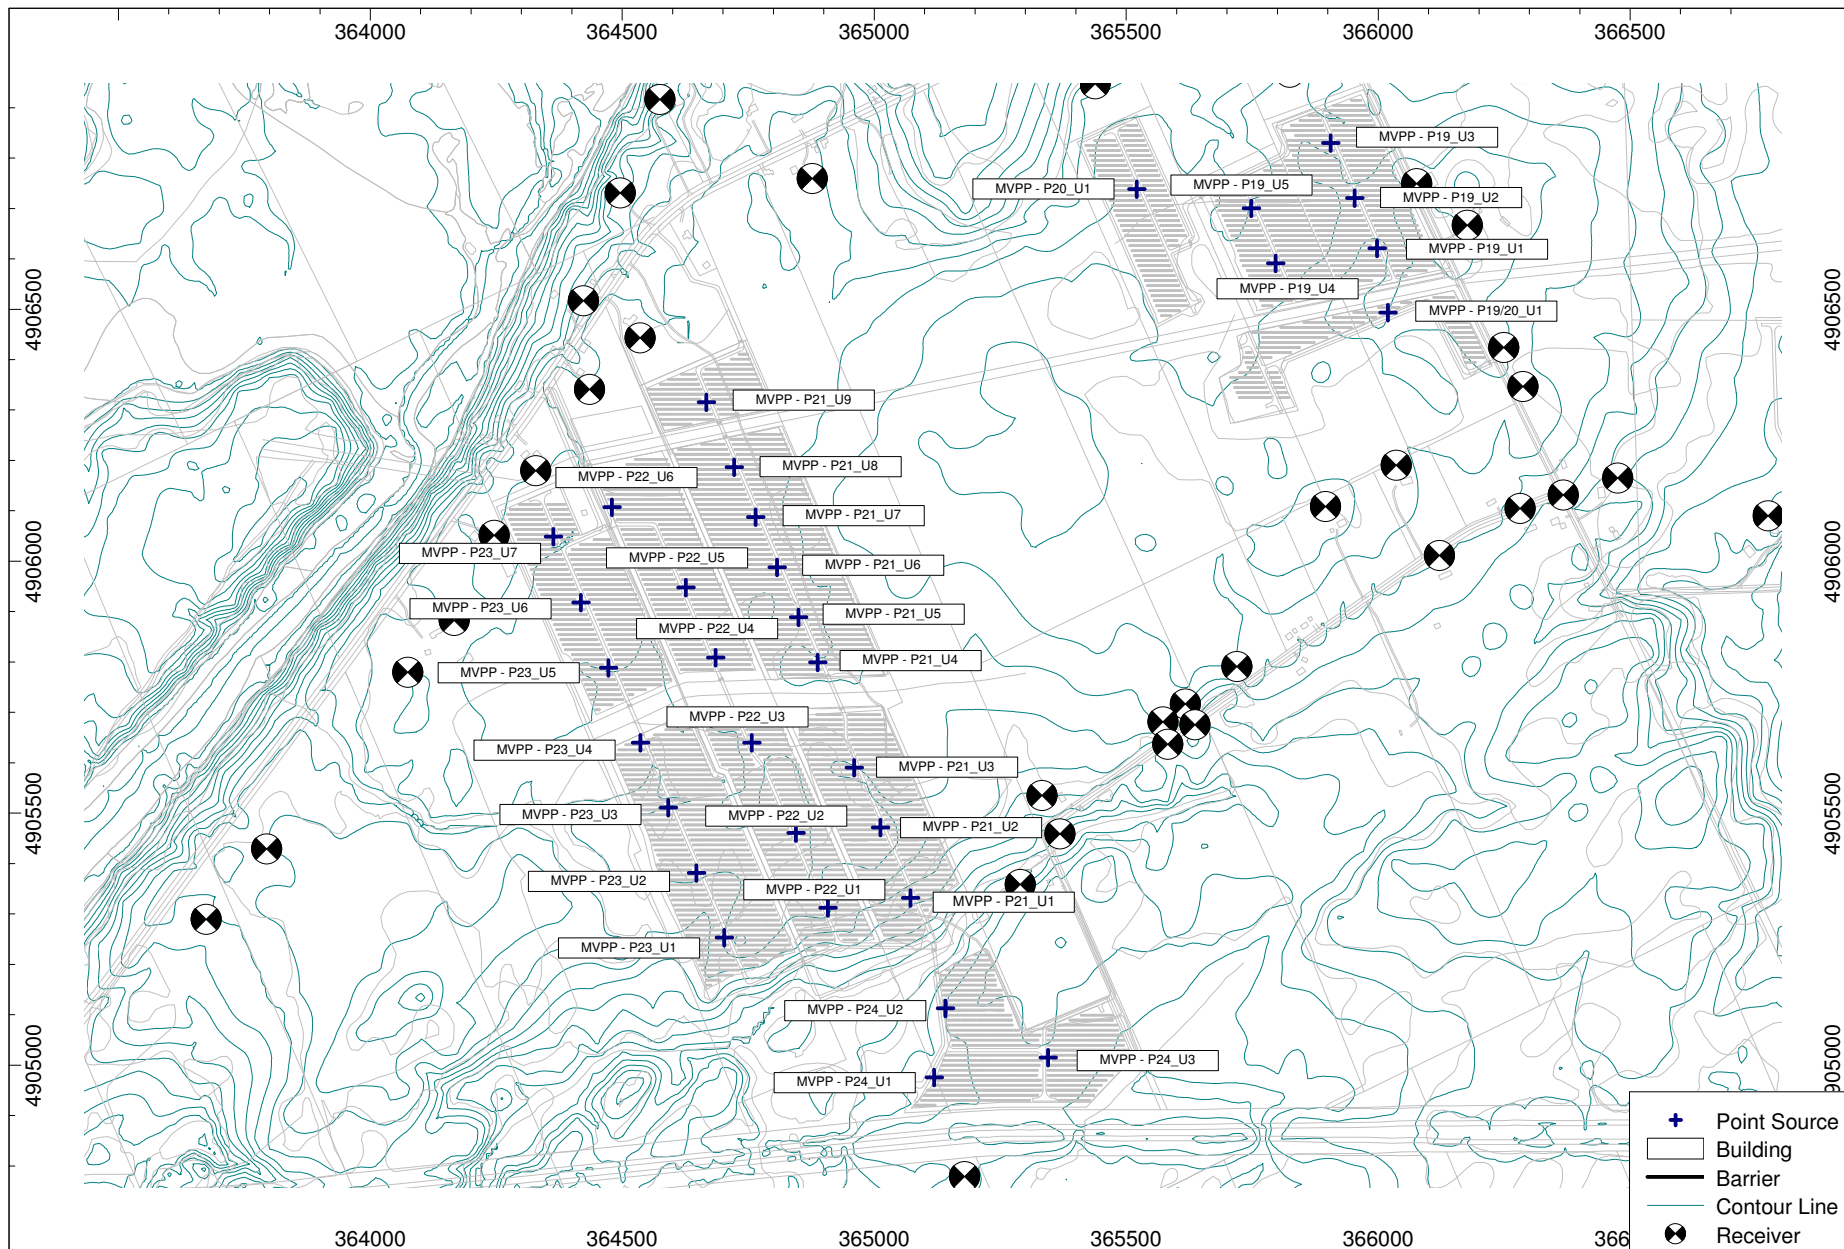 364000 364500 365000 365500 366000 366500
MVPP - P19_U3
MVPP - P20_U1
MVPP - P19_U5
MVPP - P19_U2
MVPP - P19_U1
MVPP - P19_U4
MVPP - P19/20_U1
4906500
4906500
MVPP - P21_U9
MVPP - P21_U8
MVPP - P22_U6
MVPP - P21_U7
MVPP - P23_U7
MVPP - P22_U5
MVPP - P21_U6
4906000
4906000
MVPP - P23_U6
MVPP - P21_U5
MVPP - P22_U4
MVPP - P21_U4
MVPP - P23_U5
MVPP - P22_U3
MVPP - P23_U4
MVPP - P21_U3
MVPP - P23_U3
MVPP - P22_U2
MVPP - P21_U2
4905500
4905500
MVPP - P23_U2
MVPP - P22_U1
MVPP - P21_U1
MVPP - P23_U1
MVPP - P24_U2
MVPP - P24_U3
MVPP - P24_U1
4905000
4905000
Point Source
Building
Barrier
Contour Line
Receiver
364000 364500 365000 365500 366000 366